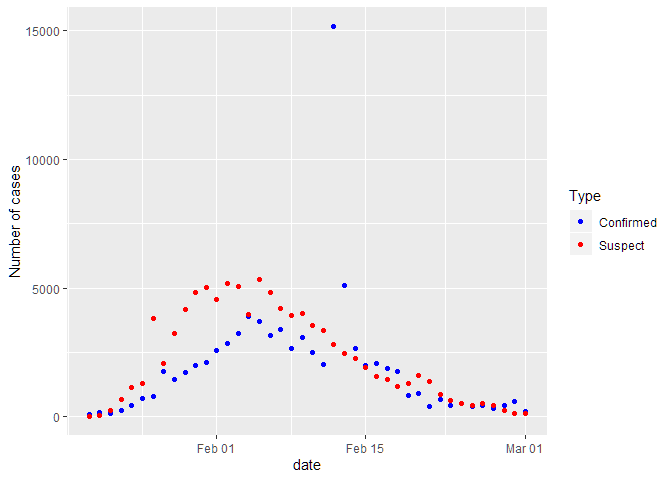 15000
10000
5000
0
Number of cases
Feb 01
Feb 15
Mar 01
date
Type
Confirmed
Suspect